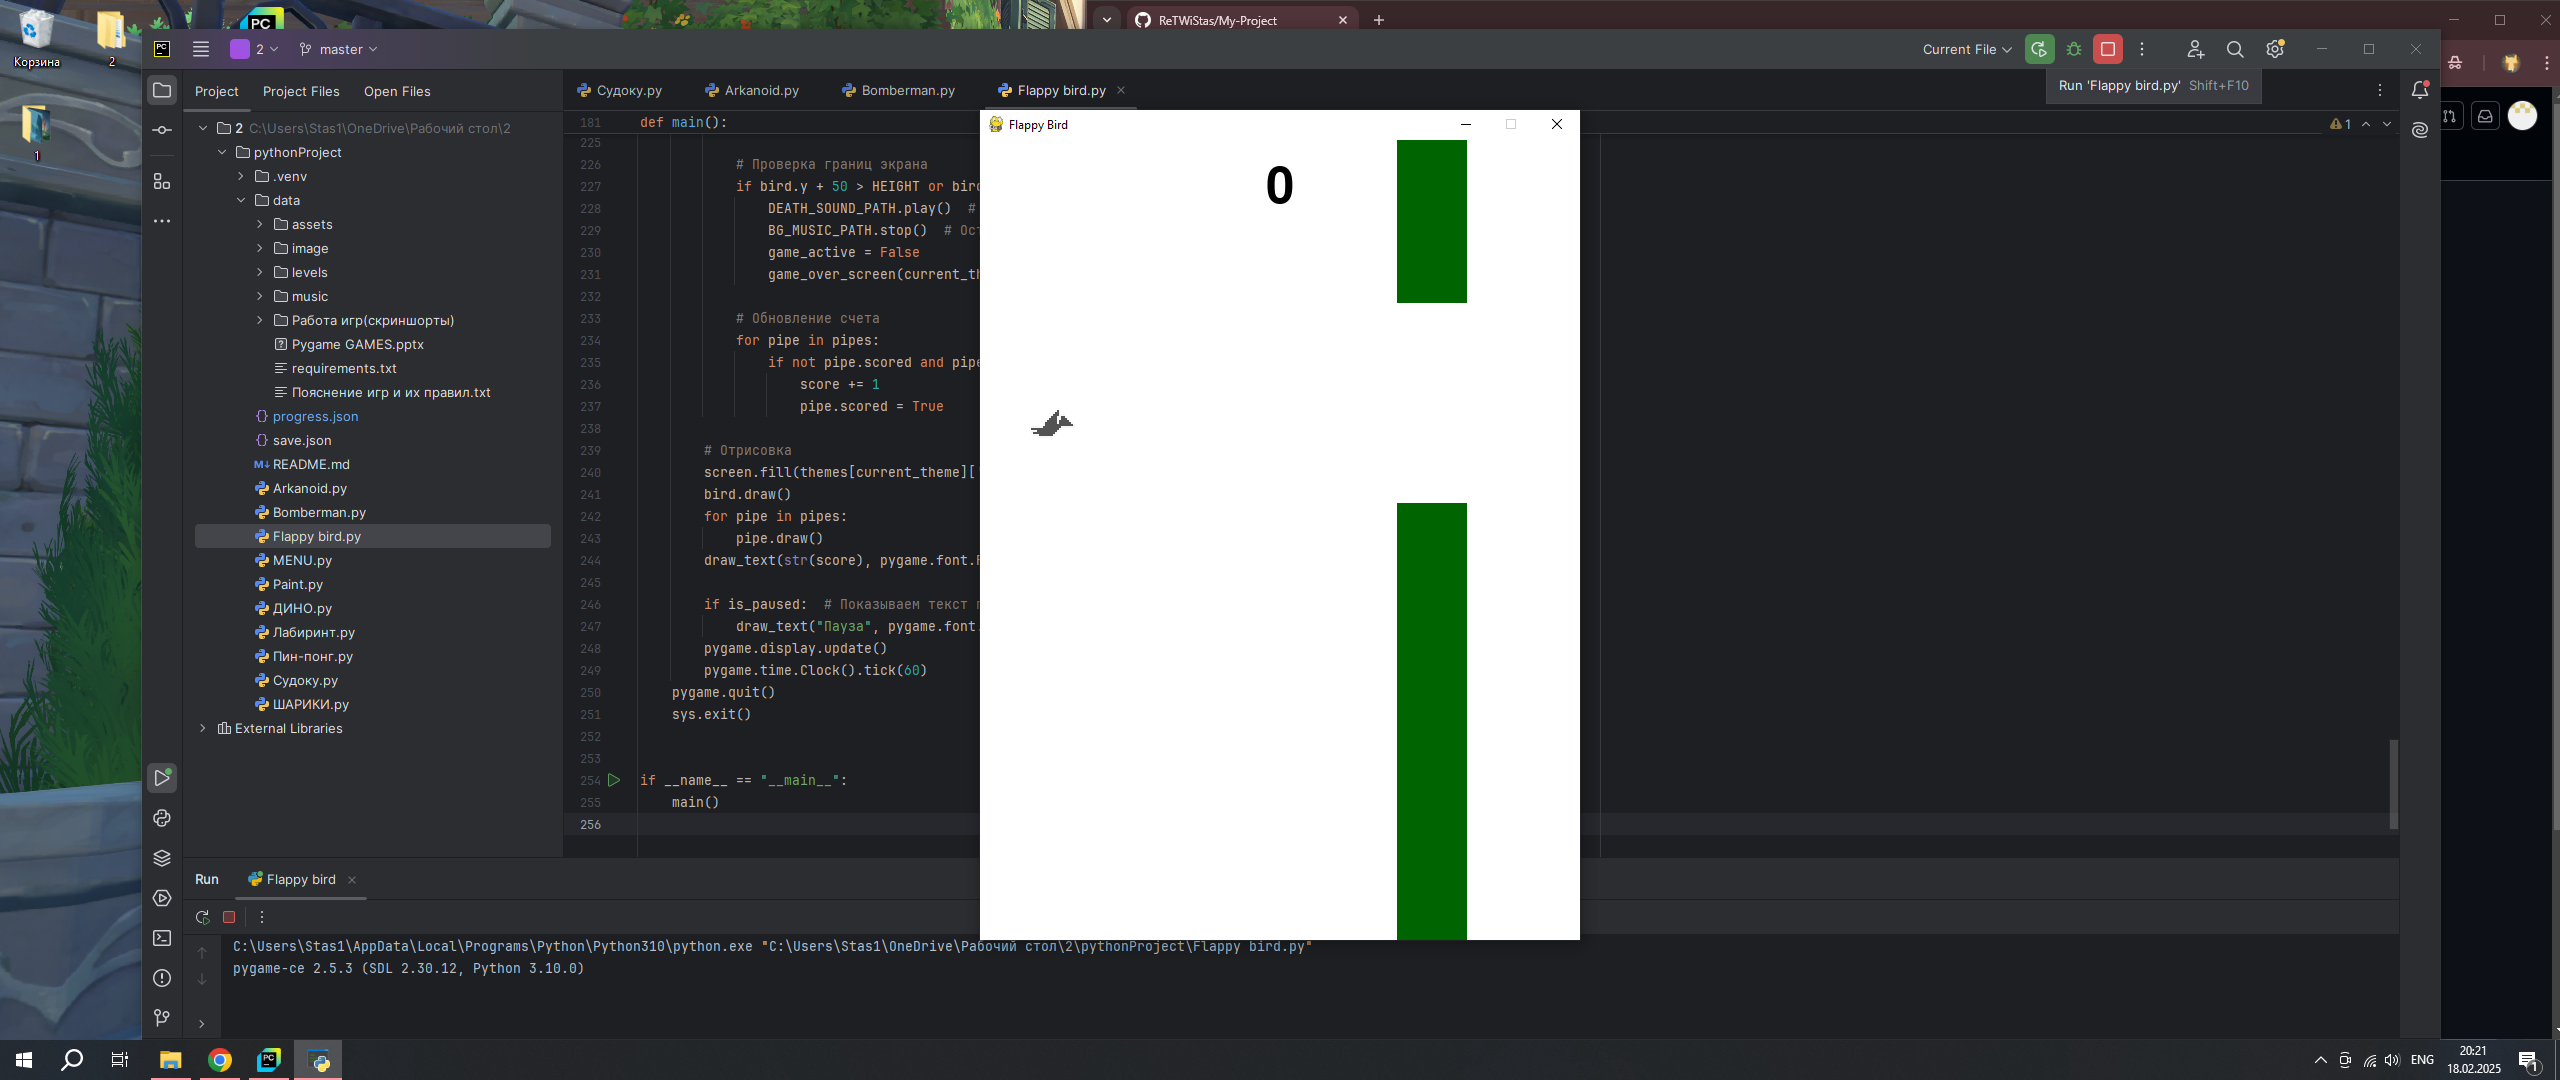 Корзина
2
1
ReTWiStas/My-Project
2
master
Current File
Run 'Flappy bird.py' Shift+F10
Project
Project Files
Open Files
2 C:\Users\Stas1\OneDrive\Рабочий стол\2
pythonProject
.venv
data
assets
image
levels
music
Работа игр(скриншорты)
Pygame GAMES.pptx
requirements.txt
Пояснение игр и их правил.txt
progress.json
save.json
README.md
Arkanoid.py
Bomberman.py
Flappy bird.py
MENU.py
Paint.py
ДИНО.py
Лабиринт.py
Пин-понг.py
Судоку.py
ШАРИКИ.py
External Libraries
Судоку.py
Arkanoid.py
Bomberman.py
Flappy bird.py
1
181 def main():
225
226 # Проверка границ экрана
227 if bird.y + 50 > HEIGHT or bird
228 DEATH_SOUND_PATH.play() #
229 BG_MUSIC_PATH.stop() # Ост
230 game_active = False
231 game_over_screen(current_th
232
233 # Обновление счета
234 for pipe in pipes:
235 if not pipe.scored and pipe
236 score += 1
237 pipe.scored = True
238
239 # Отрисовка
240 screen.fill(themes[current_theme]['
241 bird.draw()
242 for pipe in pipes:
243 pipe.draw()
244 draw_text(str(score), pygame.font.F
245
246 if is_paused: # Показываем текст п
247 draw_text("Пауза", pygame.font.
248 pygame.display.update()
249 pygame.time.Clock().tick(60)
250 pygame.quit()
251 sys.exit()
252
253
254 if __name__ == "__main__":
255 main()
256
Flappy Bird
0
Run
Flappy bird
C:\Users\Stas1\AppData\Local\Programs\Python\Python310\python.exe "C:\Users\Stas1\OneDrive\Рабочий стол\2\pythonProject\Flappy bird.py"
pygame-ce 2.5.3 (SDL 2.30.12, Python 3.10.0)
ENG
20:21
18.02.2025
1